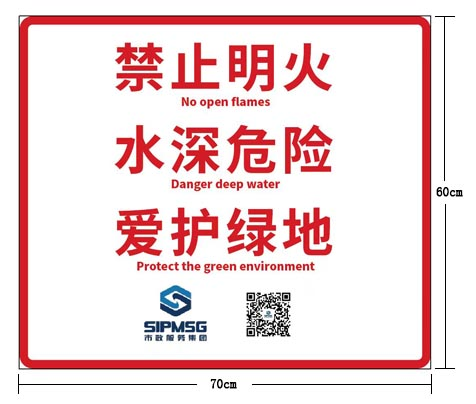 禁止明火
No open flames
水深危险
Danger deep water
爱护绿地
Protect the green environment
SIPMSG
市政服务集团
60cm
70cm